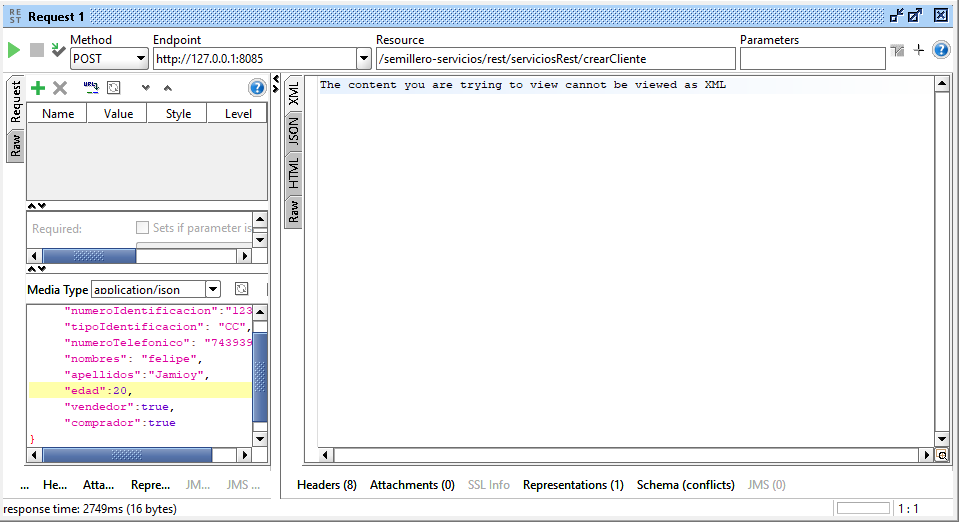 REST Request 1
Method Endpoint Resource Parameters
POST http://127.0.0.1:8085 /semillero-servicios/rest/serviciosRest/crearCliente
Request
Raw
Name Value Style Level
Required: Sets if parameter is
Media Type application/json
"numeroIdentificacion":"123
"tipoIdentificacion": "CC",
"numeroTelefonico": "743939
"nombres": "felipe",
"apellidos":"Jamioy",
"edad":20,
"vendedor":true,
"comprador":true
}
... He... Atta... Repre... JM... JMS ...
XML
JSON
HTML
Raw
The content you are trying to view cannot be viewed as XML
Headers (8) Attachments (0) SSL Info Representations (1) Schema (conflicts) JMS (0)
response time: 2749ms (16 bytes)
1 : 1